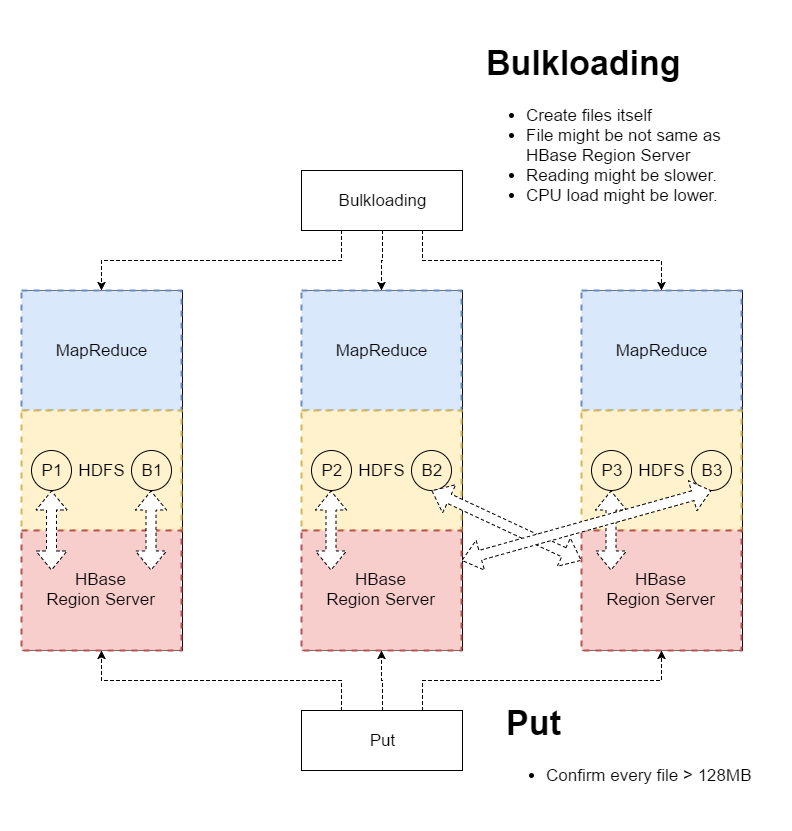 Bulkloading
• Create files itself
• File might be not same as
HBase Region Server
• Reading might be slower.
• CPU load might be lower.
Bulkloading
MapReduce
MapReduce
MapReduce
P1 HDFS B1
P2 HDFS B2
P3 HDFS B3
HBase
Region Server
HBase
Region Server
HBase
Region Server
Put
Put
• Confirm every file > 128MB